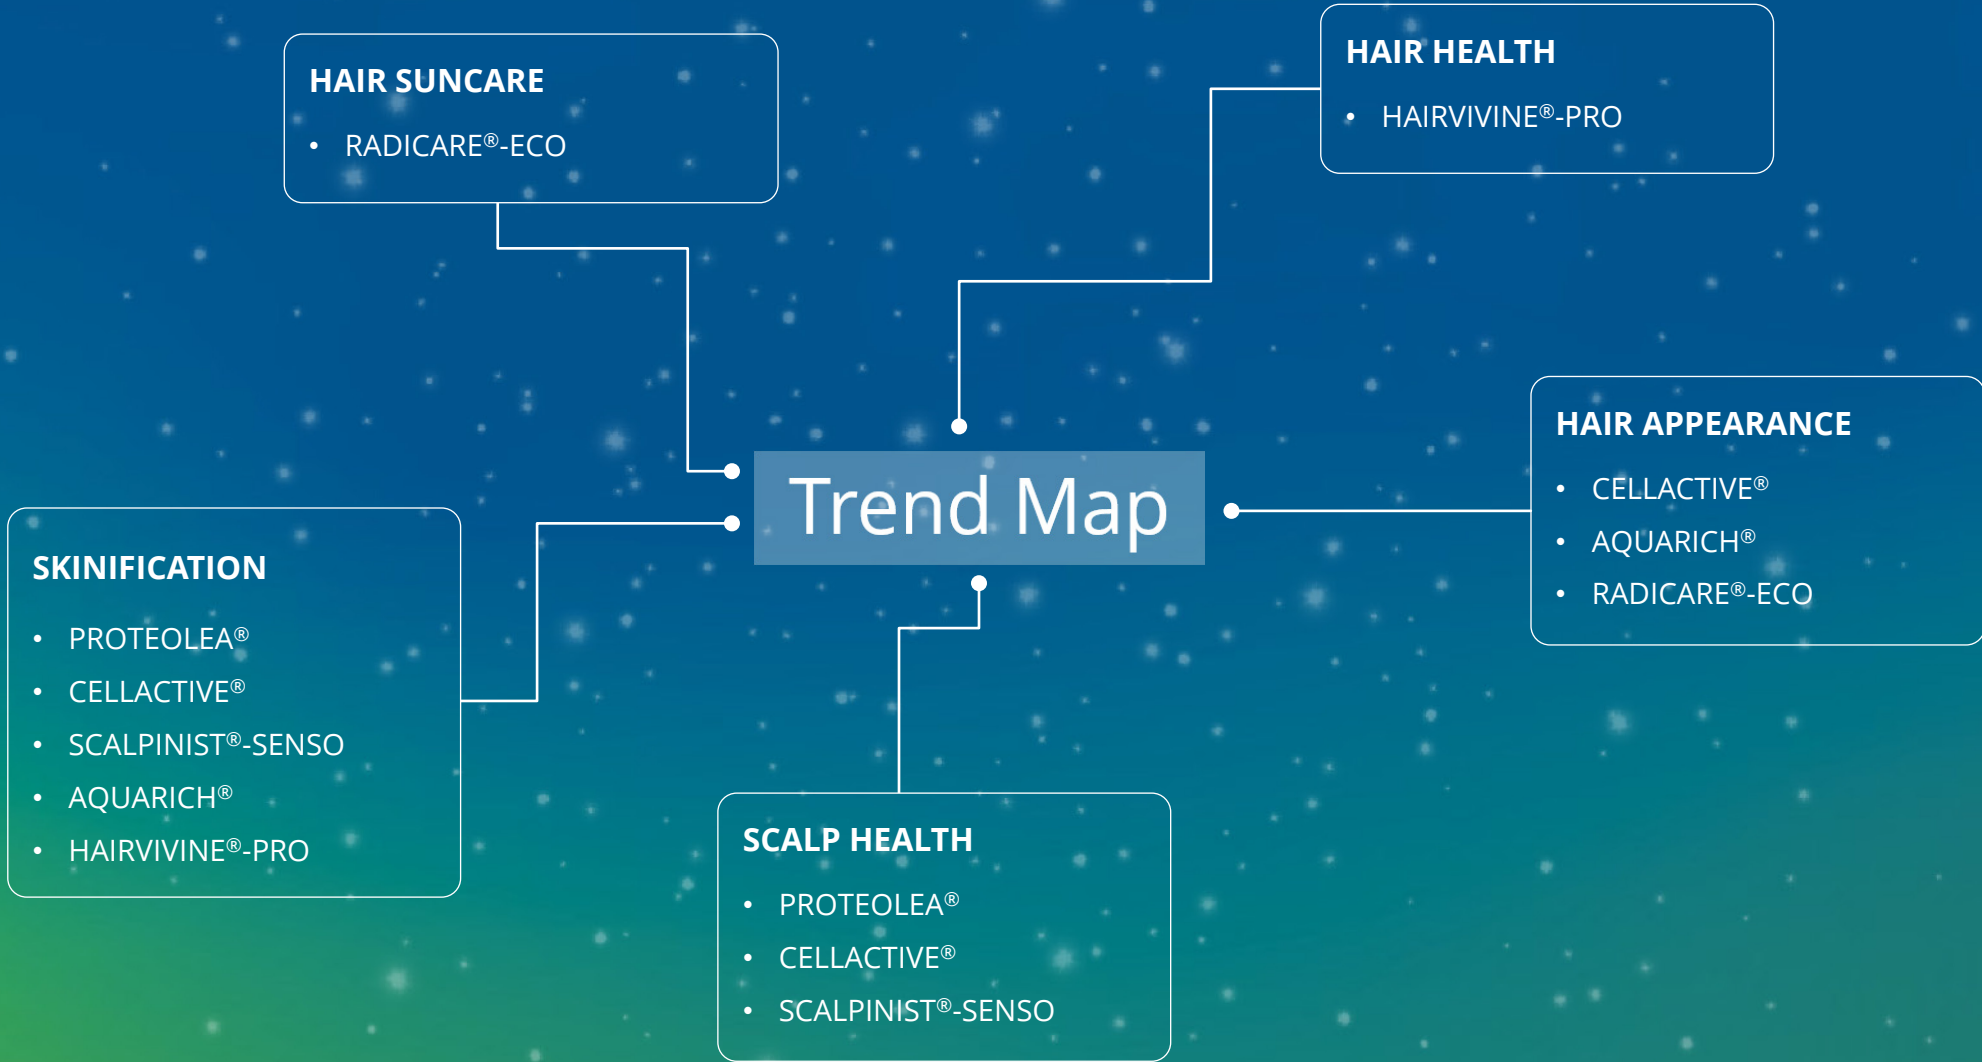 HAIR SUNCARE
• RADICARE®-ECO
HAIR HEALTH
• HAIRVIVINE®-PRO
Trend Map
HAIR APPEARANCE
• CELLACTIVE®
• AQUARICH®
• RADICARE®-ECO
SKINIFICATION
• PROTEOLEA®
• CELLACTIVE®
• SCALPINIST®-SENSO
• AQUARICH®
• HAIRVIVINE®-PRO
SCALP HEALTH
• PROTEOLEA®
• CELLACTIVE®
• SCALPINIST®-SENSO